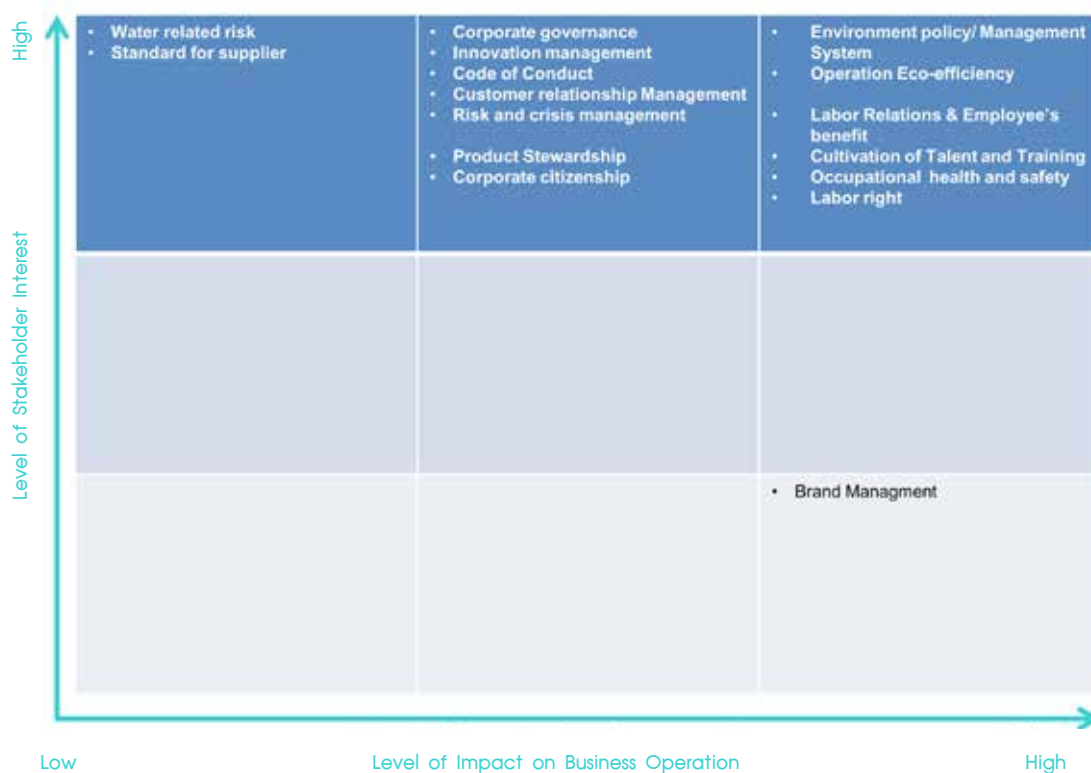 High
Level of Stakeholder Interest
• Water related risk
• Standard for supplier
• Corporate governance
• Innovation management
• Code of Conduct
• Customer relationship Management
• Risk and crisis management
• Product Stewardship
• Corporate citizenship
• Environment policy/ Management
System
• Operation Eco-efficiency
• Labor Relations & Employee's
benefit
• Cultivation of Talent and Training
• Occupational health and safety
• Labor right
• Brand Managment
Low
Level of Impact on Business Operation
High